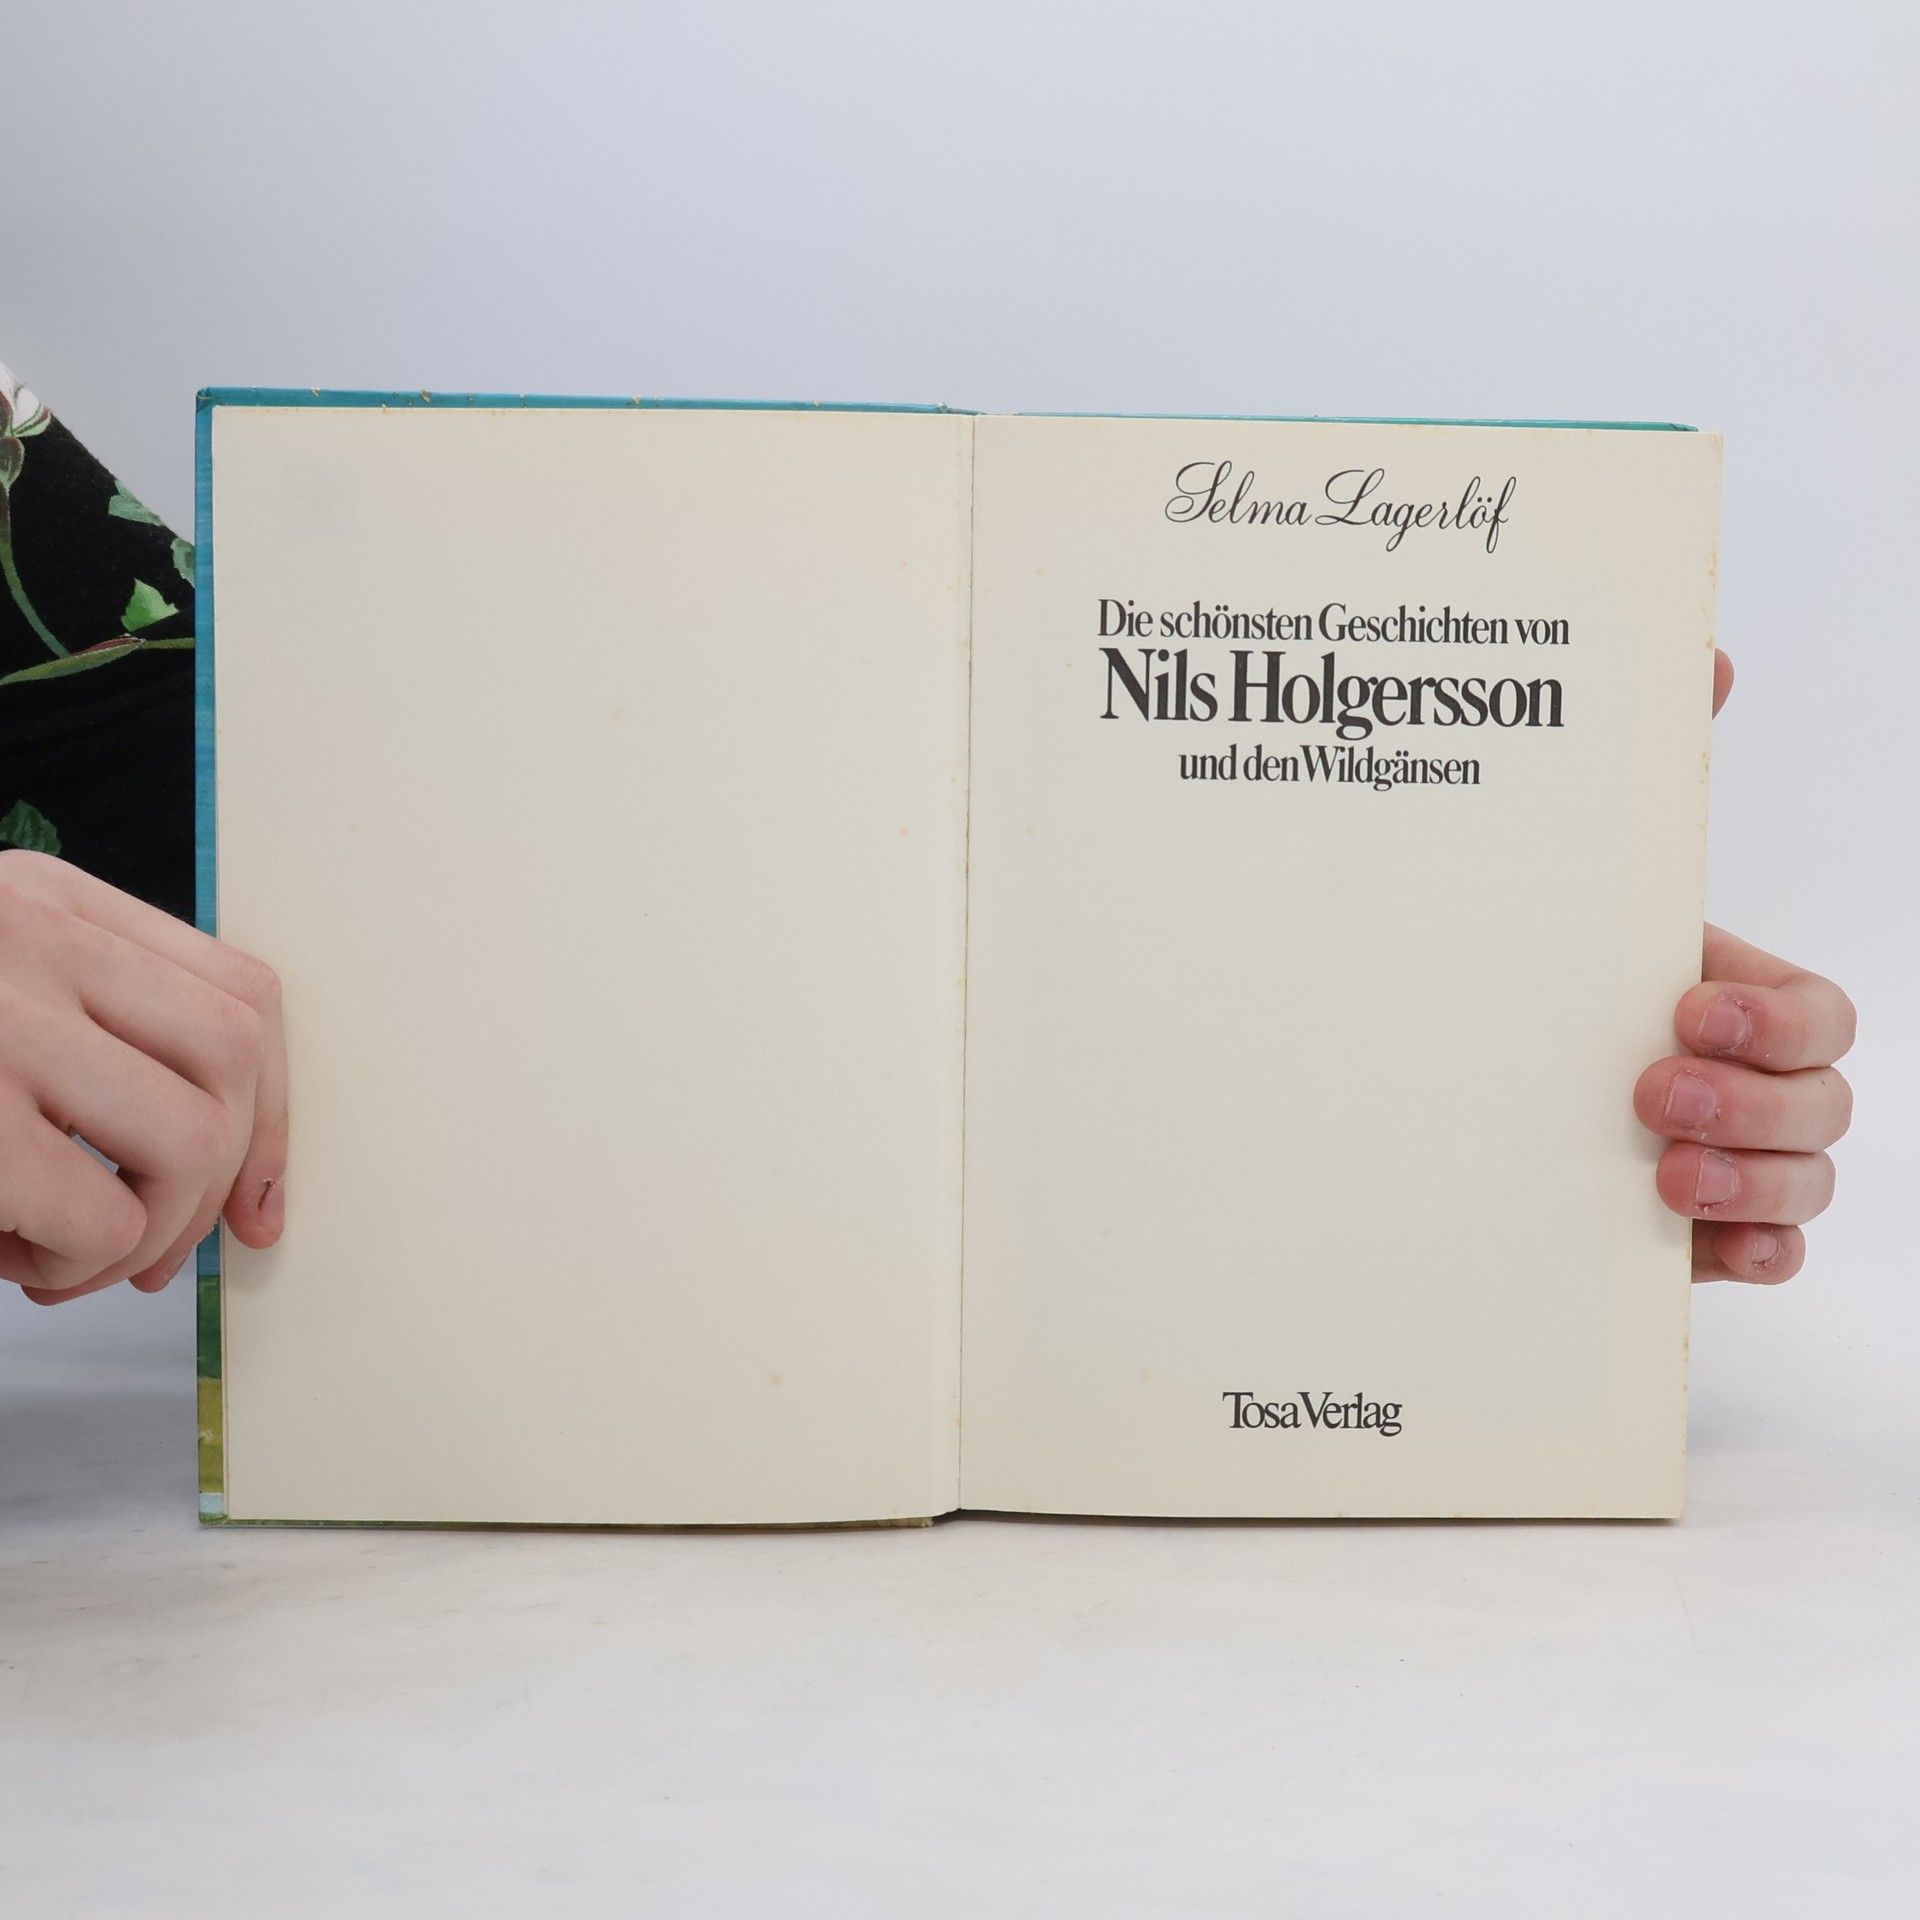 Selma Lagerlöf
Die schönsten Geschichten von
Nils Holgersson
und den Wildgänsen
Tosa Verlag